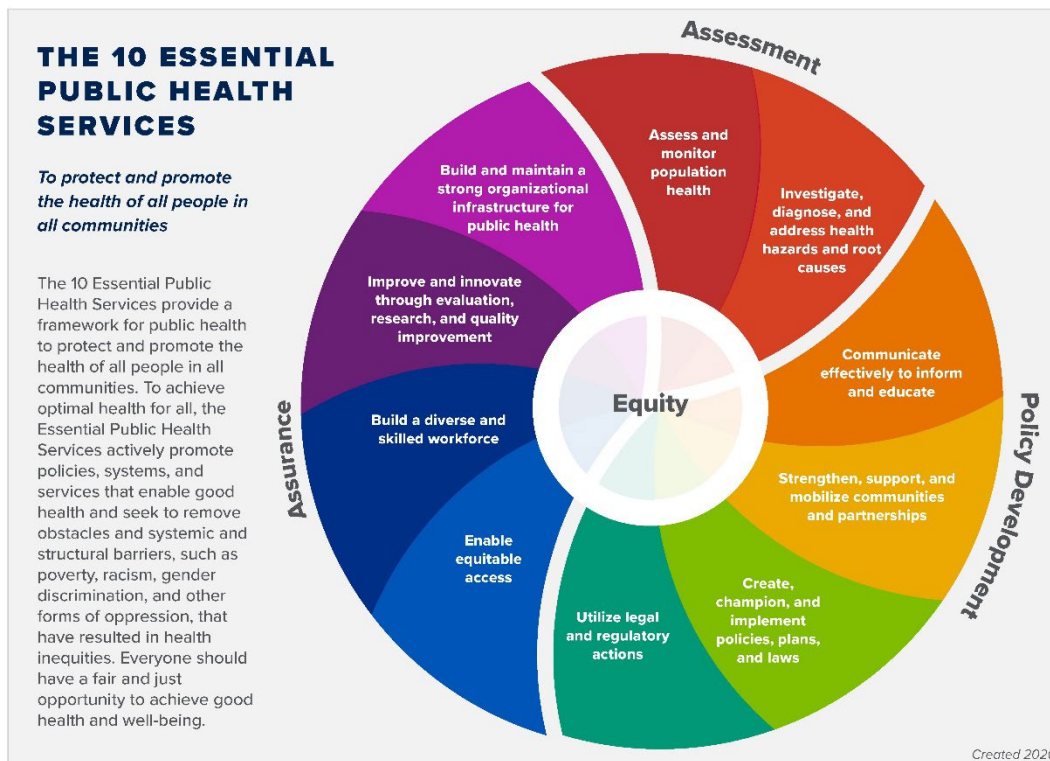 THE 10 ESSENTIAL
PUBLIC HEALTH
SERVICES
To protect and promote
the health of all people in
all communities
The 10 Essential Public
Health Services provide a
framework for public health
to protect and promote the
health of all people in all
communities. To achieve
optimal health for all, the
Essential Public Health
Services actively promote
policies, systems, and
services that enable good
health and seek to remove
obstacles and systemic and
structural barriers, such as
poverty, racism, gender
discrimination, and other
forms of oppression, that
have resulted in health
inequities. Everyone should
have a fair and just
opportunity to achieve good
health and well-being.
Assessment
Assess and
monitor
population
health
Investigate,
diagnose, and
address health
hazards and root
causes
Policy Development
Communicate
effectively to inform
and educate
Strengthen, support, and
mobilize communities
and partnerships
Create,
champion, and
implement
policies, plans,
and laws
Utilize legal
and regulatory
actions
Assurance
Enable
equitable
access
Build a diverse and
skilled workforce
Improve and innovate
through evaluation,
research, and quality
improvement
Build and maintain a
strong organizational
infrastructure for
public health
Equity
Created 2020